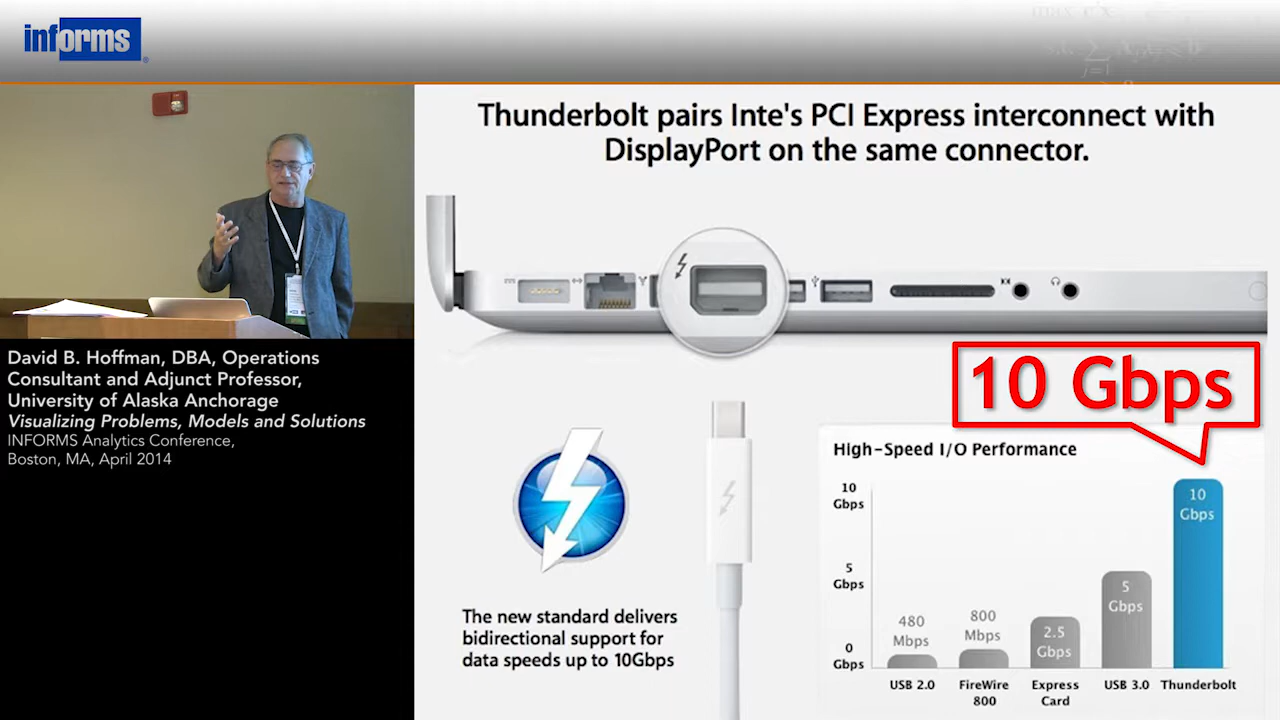 informs
Thunderbolt pairs Inte's PCI Express interconnect with
DisplayPort on the same connector.
David B. Hoffman, DBA, Operations
Consultant and Adjunct Professor,
University of Alaska Anchorage
Visualizing Problems, Models and Solutions
INFORMS Analytics Conference,
Boston, MA, April 2014
10 Gbps
High-Speed I/O Performance
10
Gbps
5
Gbps
0
Gbps
480
Mbps
800
Mbps
2.5
Gbps
5
Gbps
10
Gbps
USB 2.0
FireWire
800
Express
Card
USB 3.0
Thunderbolt
The new standard delivers
bidirectional support for
data speeds up to 10Gbps